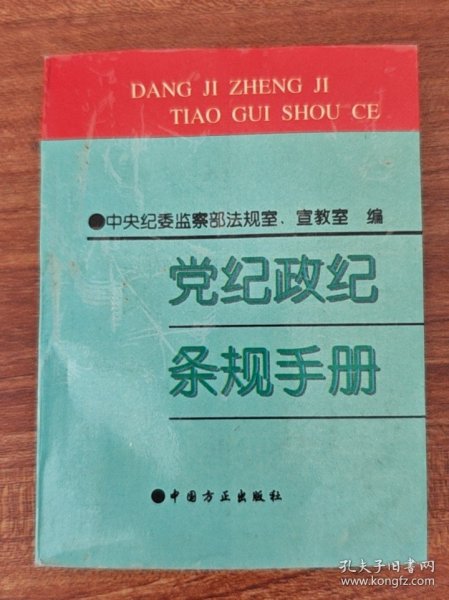 DANG JI ZHENG JI
TIAO GUI SHOU CE
●中央纪委监察部法规室、宣教室 编
党纪政纪
条规手册
●中国方正出版社
孔夫子旧书网
www.kongfz.com